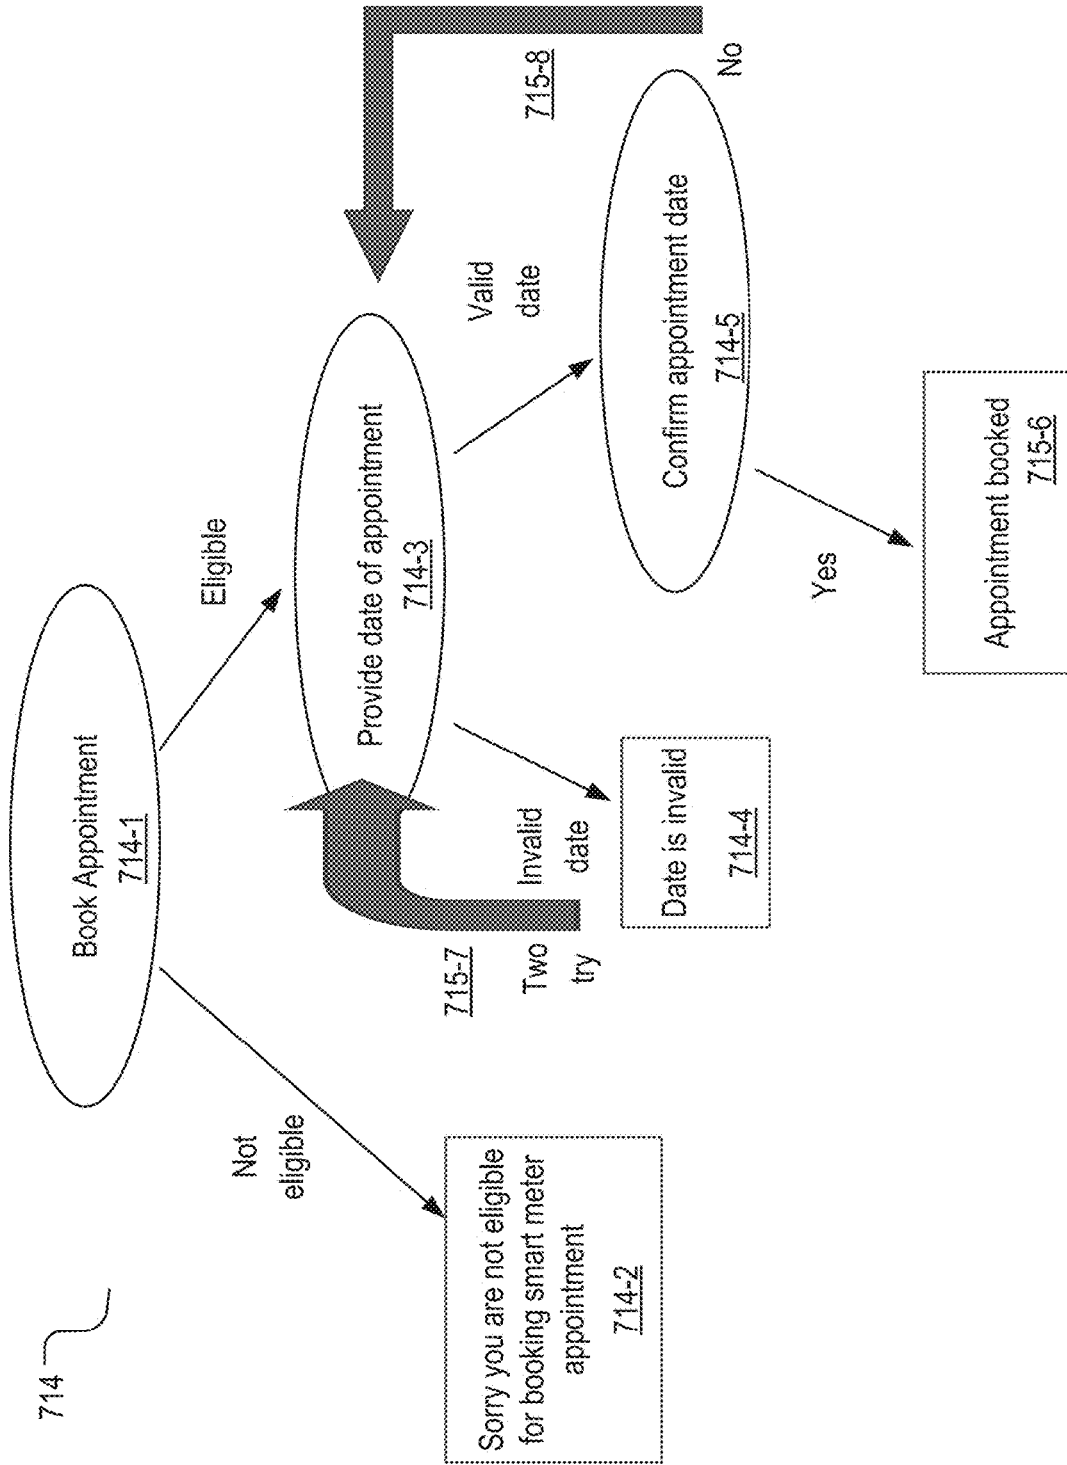 714
Book Appointment
714-1
Not
eligible
Eligible
Sorry you are not eligible
for booking smart meter
appointment
714-2
Provide date of appointment
714-3
715-7
Two
try
Invalid
date
Valid
date
715-8
Date is invalid
714-4
Confirm appointment date
714-5
No
Yes
Appointment booked
715-6